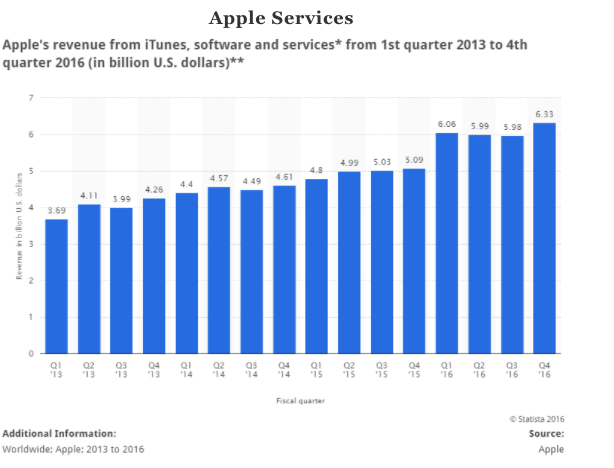 Apple Services
Apple's revenue from iTunes, software and services* from 1st quarter 2013 to 4th
quarter 2016 (in billion U.S. dollars)**
7
6
5
4
3
2
1
0
Revenue in billion U.S. dollars
3.69
4.11
3.99
4.26
4.4
4.57
4.49
4.61
4.8
4.99
5.03
5.09
6.06
5.99
5.98
6.33
Q1 '13
Q2 '13
Q3 '13
Q4 '13
Q1 '14
Q2 '14
Q3 '14
Q4 '14
Q1 '15
Q2 '15
Q3 '15
Q4 '15
Q1 '16
Q2 '16
Q3 '16
Q4 '16
Fiscal quarter
© Statista 2016
Additional Information:
Worldwide; Apple; 2013 to 2016
Source:
Apple